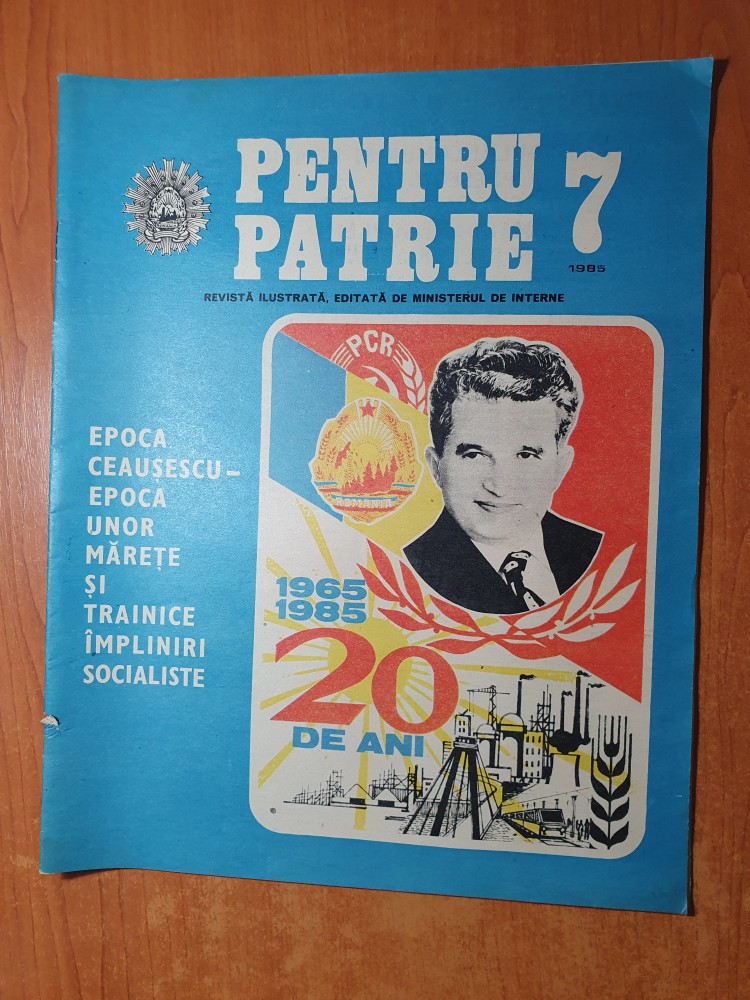 PENTRU
PATRIE
7
1985
REVISTĂ ILUSTRATĂ, EDITATĂ DE MINISTERUL DE INTERNE
EPOCA
CEAUȘESCU –
EPOCA
UNOR
MĂREȚE
ȘI
TRAINICE
ÎMPLINIRI
SOCIALISTE
PCR
ROMANIA
1965
1985
20
DE ANI